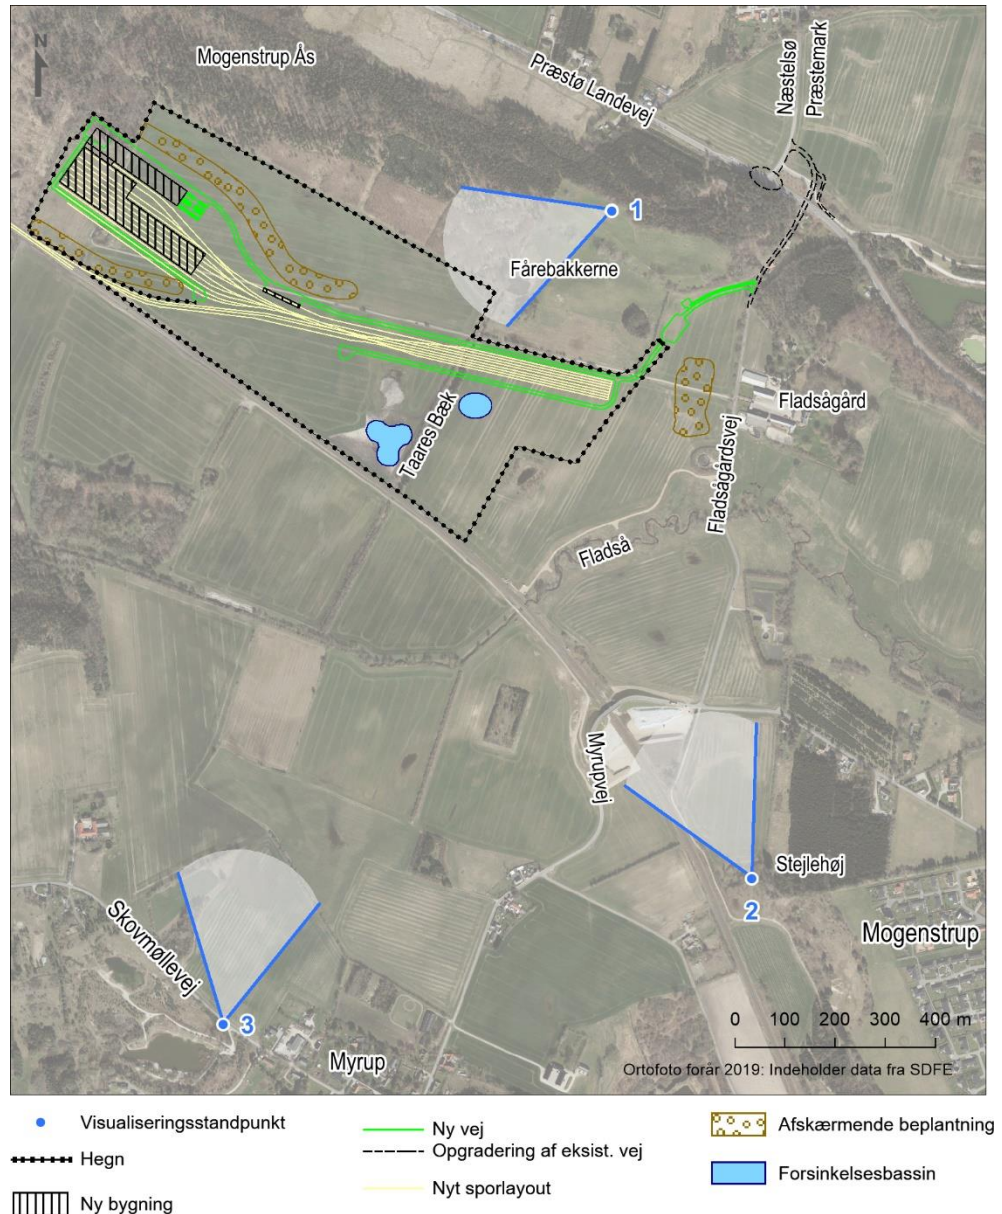 N
Mogenstrup Ås
Præstø Landevej
Næstelsø
Præstemark
1
Fårebakkerne
Fladsågård
Taares Bæk
Fladsågårdsvej
Fladså
Myrupvej
Stejlehøj
2
Mogenstrup
Skovmøllevej
3
Myrup
0 100 200 300 400 m
Ortofoto forår 2019: Indeholder data fra SDFE
Visualiseringsstandpunkt
Hegn
Ny bygning
Ny vej
Opgradering af eksist. vej
Nyt sporlayout
Afskærmende beplantning
Forsinkelsesbassin